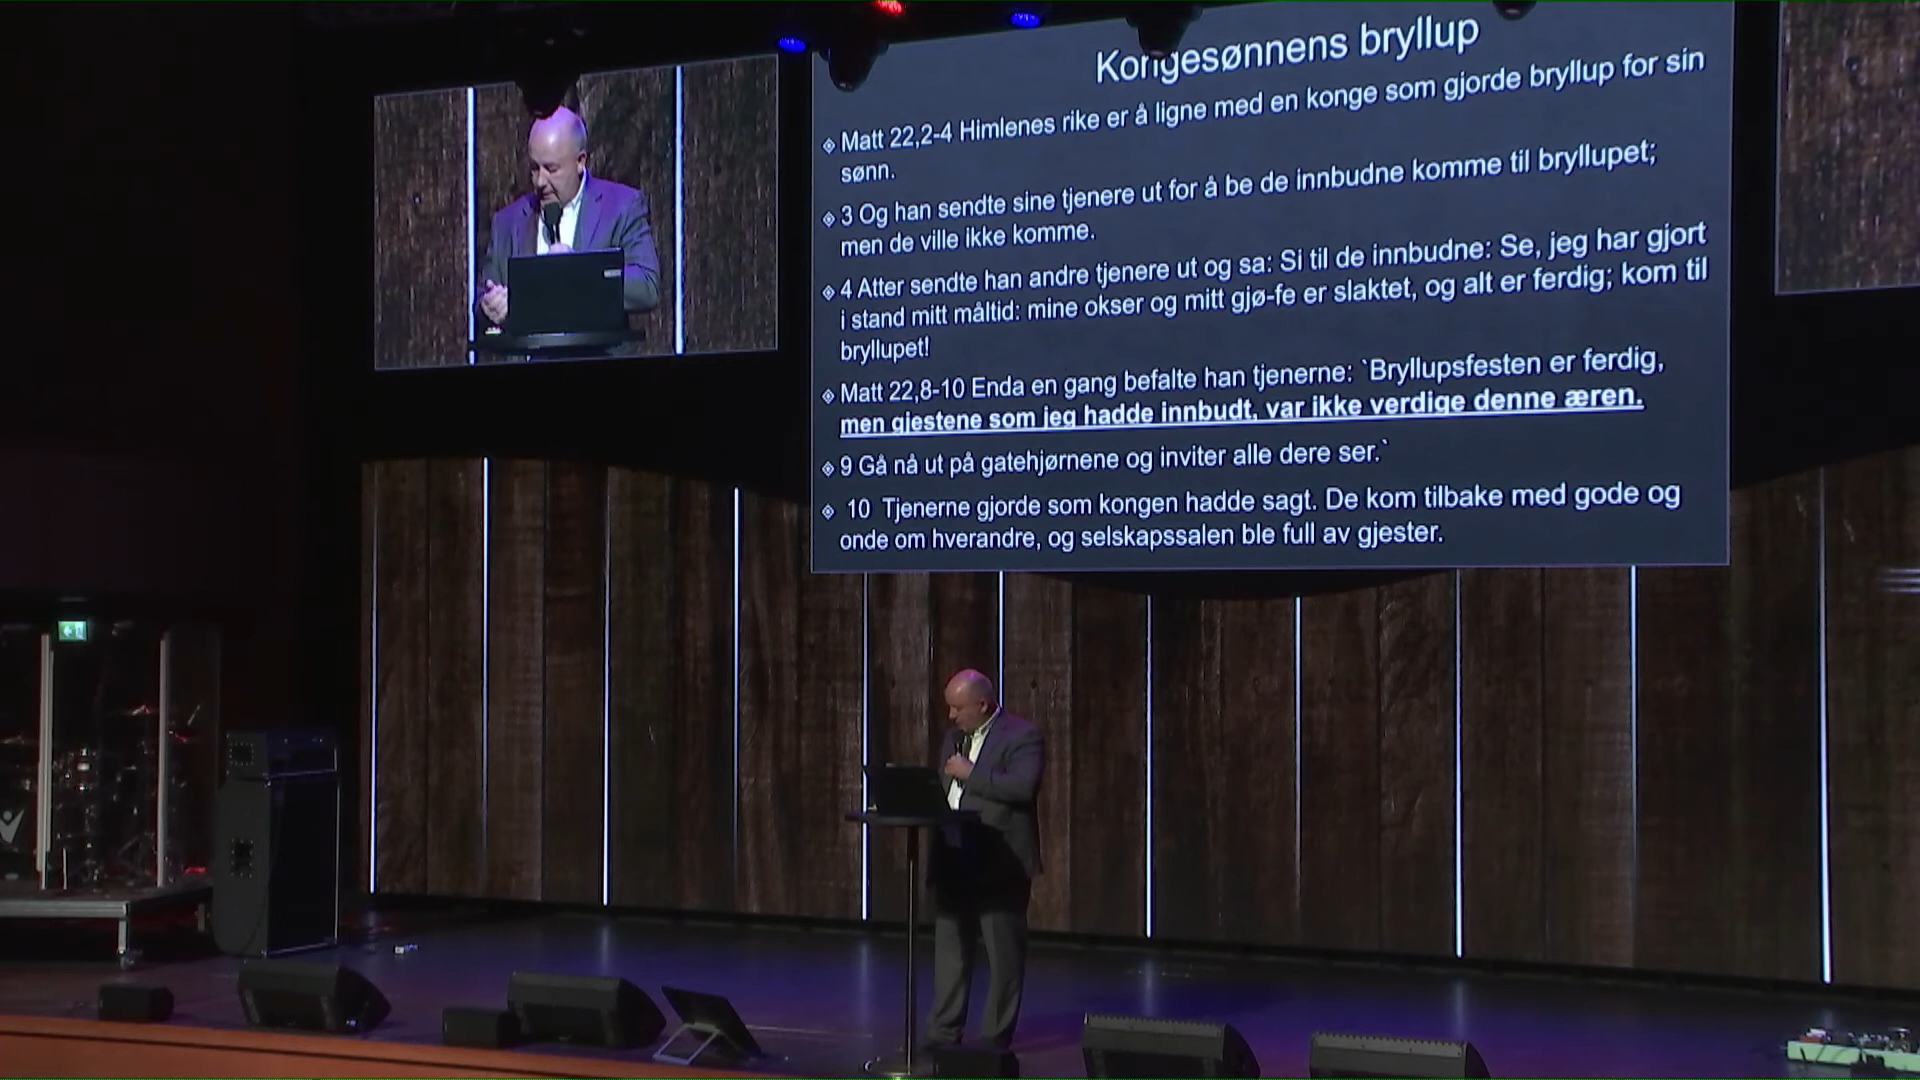 Kongesønnens bryllup
Matt 22,2-4 Himlenes rike er å ligne med en konge som gjorde bryllup for sin
sønn.
3 Og han sendte sine tjenere ut for å be de innbudne komme til bryllupet;
men de ville ikke komme.
4 Atter sendte han andre tjenere ut og sa: Si til de innbudne: Se, jeg har gjort
i stand mitt måltid: mine okser og mitt gjø-fe er slaktet, og alt er ferdig; kom til
bryllupet!
Matt 22,8-10 Enda en gang befalte han tjenerne: `Bryllupsfesten er ferdig,
men gjestene som jeg hadde innbudt, var ikke verdige denne æren.
9 Gå nå ut på gatehjørnene og inviter alle dere ser.`
10 Tjenerne gjorde som kongen hadde sagt. De kom tilbake med gode og
onde om hverandre, og selskapssalen ble full av gjester.